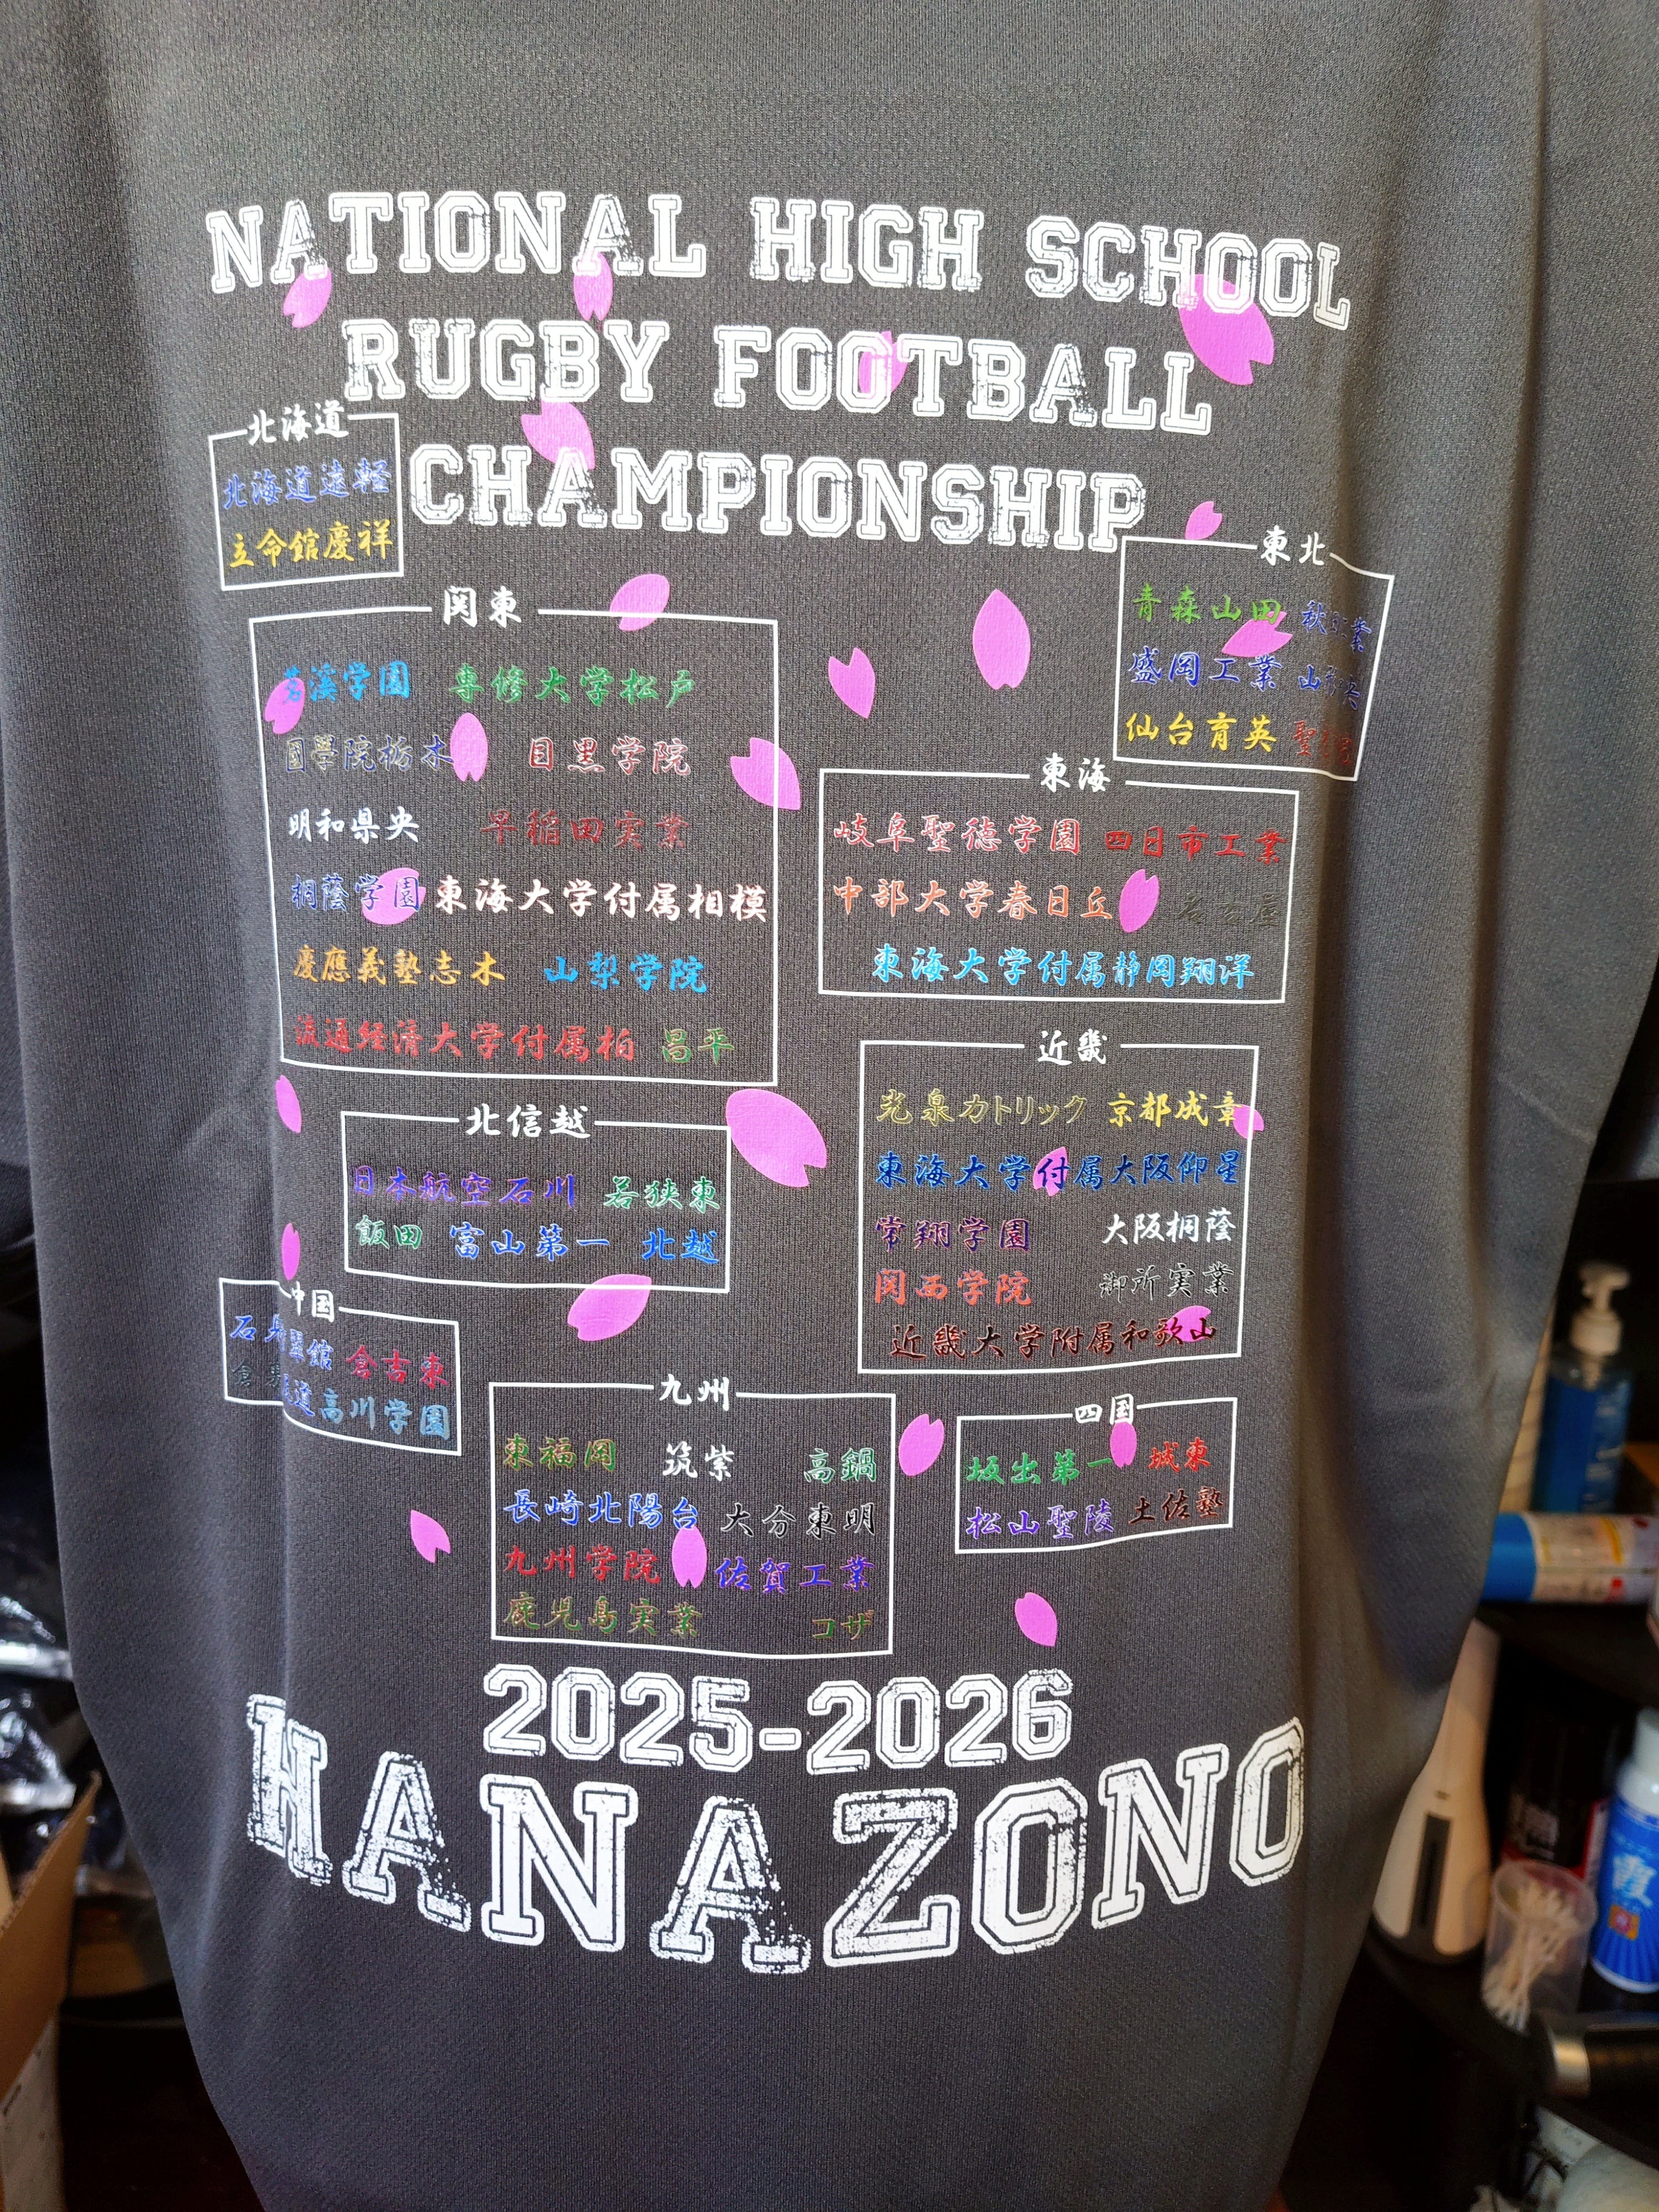 NATIONAL HIGH SCHOOL
RUGBY FOOTBALL
CHAMPIONSHIP
北海道
北海道遠軽
立命館慶祥
東北
青森山田
盛岡工業
仙台育英
関東
茗溪学園 専修大学松戸
國學院栃木 目黒学院
明和県央 早稲田実業
桐蔭学園 東海大学付属相模
慶應義塾志木 山梨学院
流通経済大学付属柏 昌平
東海
岐阜聖徳学園 四日市工業
中部大学春日丘 名古屋
東海大学付属静岡翔洋
北信越
日本航空石川 若狭東
飯田 富山第一 北越
近畿
光泉カトリック 京都成章
東海大学付属大阪仰星
常翔学園 大阪桐蔭
関西学院 御所実業
近畿大学附属和歌山
中国
倉吉東
高川学園
九州
東福岡 筑紫 高鍋
長崎北陽台 大分東明
九州学院 佐賀工業
鹿児島実業 コザ
四国
坂出第一 城東
松山聖陵 土佐塾
2025-2026
HANAZONO